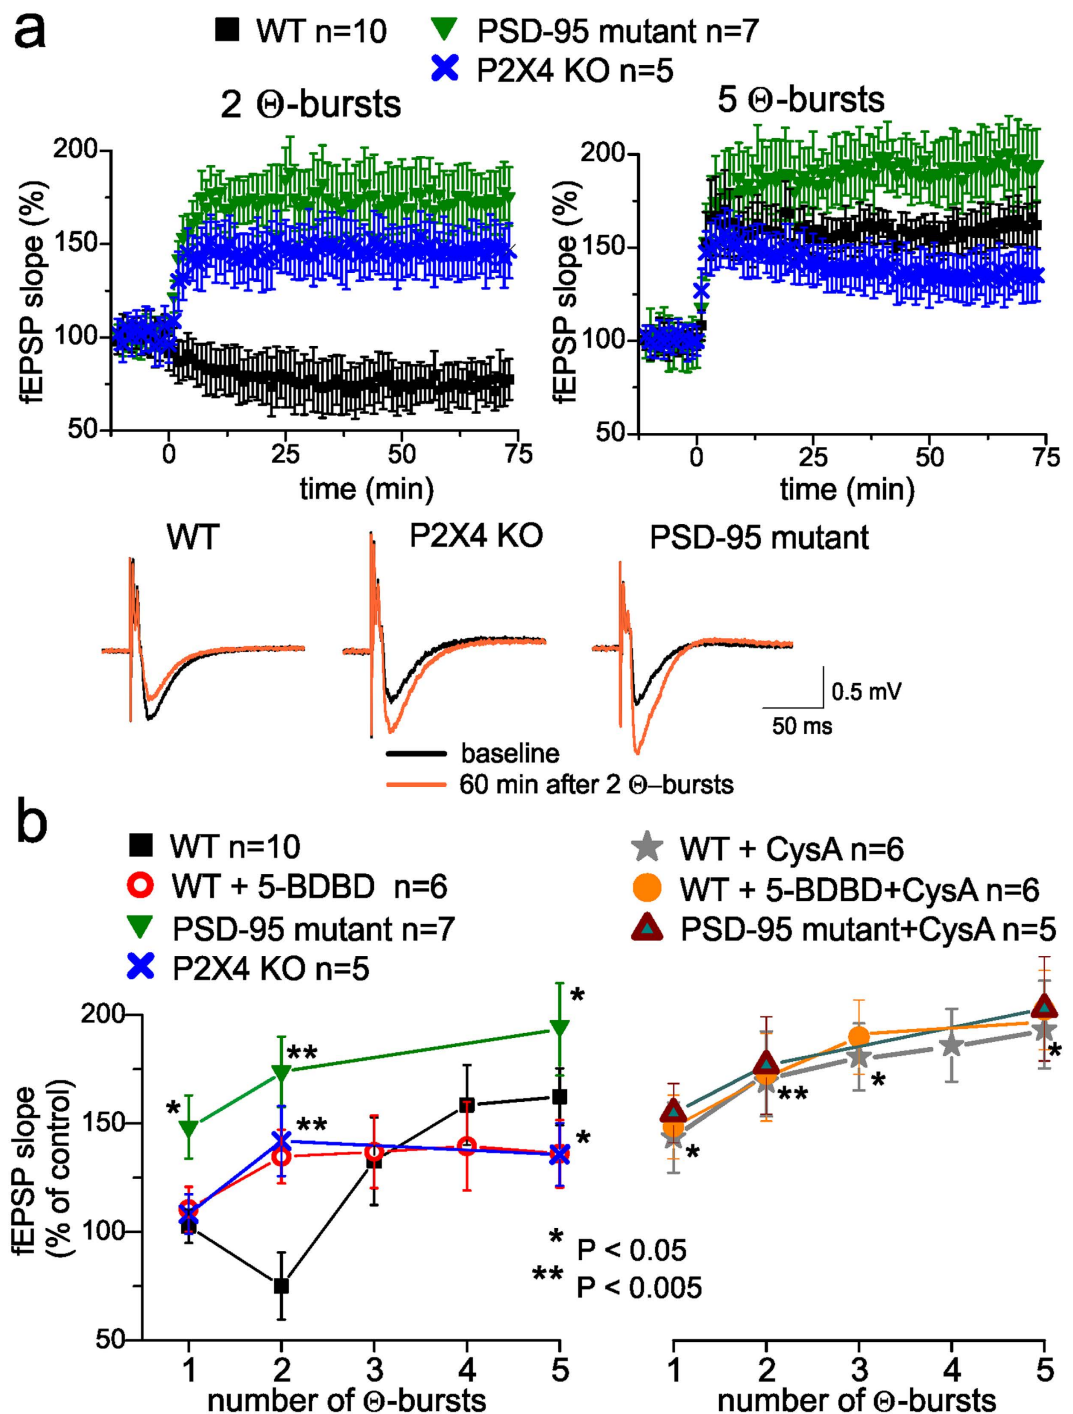 a
WT n=10
PSD-95 mutant n=7
P2X4 KO n=5
2 Θ-bursts
5 Θ-bursts
fEPSP slope (%)
200
150
100
50
0
25
50
75
time (min)
fEPSP slope (%)
200
150
100
50
0
25
50
75
time (min)
WT
P2X4 KO
PSD-95 mutant
0.5 mV
50 ms
baseline
60 min after 2 Θ–bursts
b
WT n=10
WT + 5-BDBD n=6
PSD-95 mutant n=7
P2X4 KO n=5
WT + CysA n=6
WT + 5-BDBD+CysA n=6
PSD-95 mutant+CysA n=5
fEPSP slope
(% of control)
200
150
100
50
*
**
**
*
*
* P < 0.05
** P < 0.005
1 2 3 4 5
number of Θ-bursts
*
**
*
*
1 2 3 4 5
number of Θ-bursts